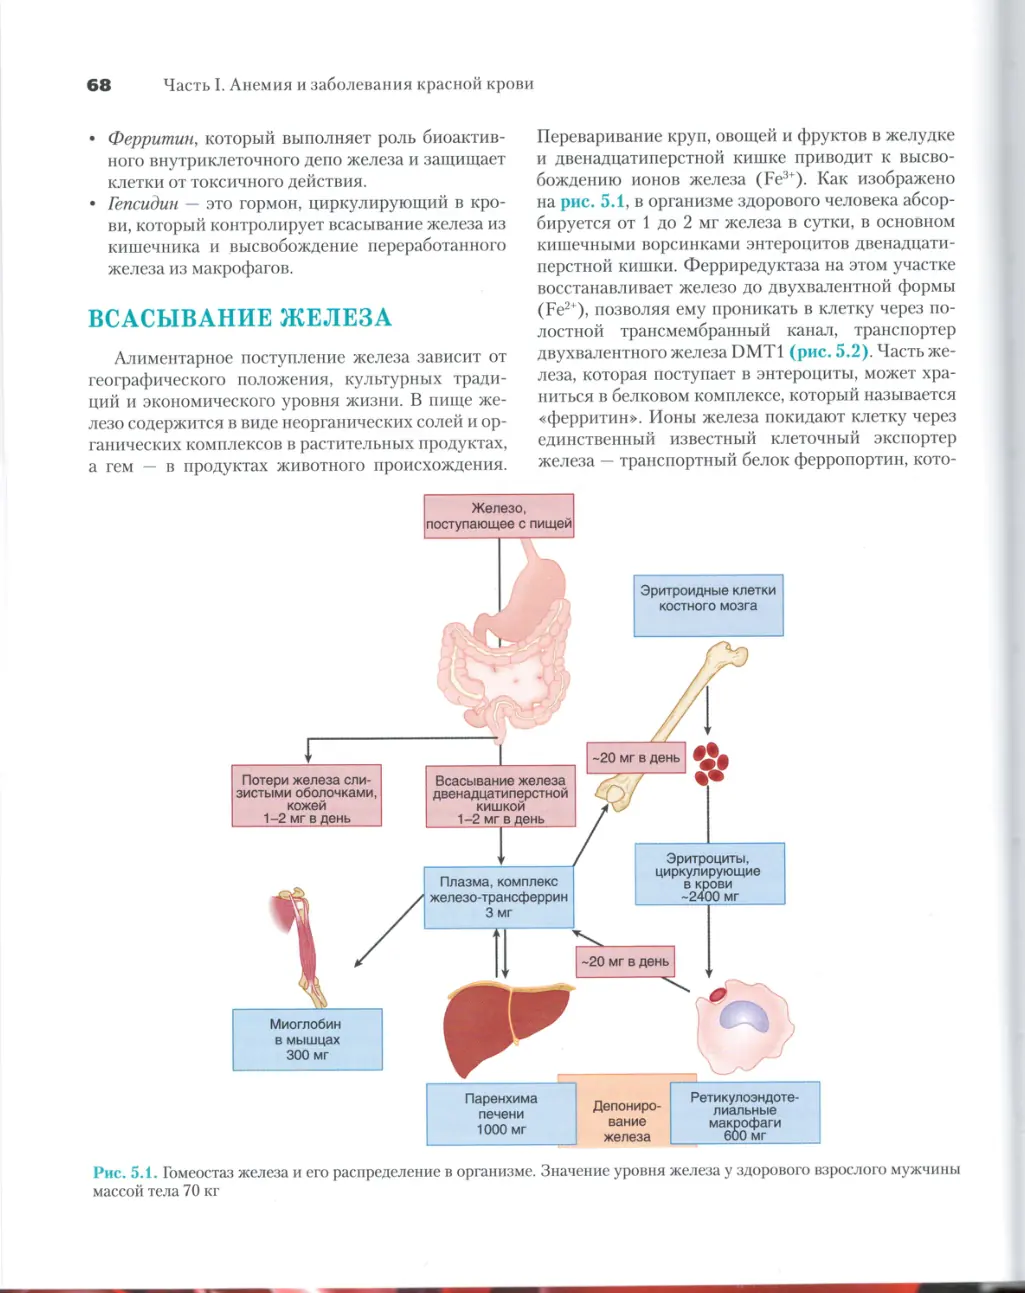 68 Часть I. Анемия и заболевания красной крови
• Ферритин, который выполняет роль биоактив-
ного внутриклеточного депо железа и защищает
клетки от токсичного действия.
• Гепсидин — это гормон, циркулирующий в кро-
ви, который контролирует всасывание железа из
кишечника и высвобождение переработанного
железа из макрофагов.
ВСАСЫВАНИЕ ЖЕЛЕЗА
Алиментарное поступление железа зависит от
географического положения, культурных тради-
ций и экономического уровня жизни. В пище же-
лезо содержится в виде неорганических солей и ор-
ганических комплексов в растительных продуктах,
а гем — в продуктах животного происхождения.
Переваривание круп, овощей и фруктов в желудке
и двенадцатиперстной кишке приводит к высво-
бождению ионов железа (Fe³⁺). Как изображено
на рис. 5.1, в организме здорового человека абсор-
бируется от 1 до 2 мг железа в сутки, в основном
кишечными ворсинками энтероцитов двенадцати-
перстной кишки. Ферриредуктаза на этом участке
восстанавливает железо до двухвалентной формы
(Fe²⁺), позволяя ему проникать в клетку через по-
лостной трансмембранный канал, транспортер
двухвалентного железа DMT1 (рис. 5.2). Часть же-
леза, которая поступает в энтероциты, может хра-
ниться в белковом комплексе, который называется
«ферритин». Ионы железа покидают клетку через
единственный известный клеточный экспортер
железа — транспортный белок ферропортин, кото-
Железо,
поступающее с пищей
Эритроидные клетки
костного мозга
~20 мг в день
Потери железа сли-
зистыми оболочками,
кожей
1–2 мг в день
Всасывание железа
двенадцатиперстной
кишкой
1–2 мг в день
Эритроциты,
циркулирующие
в крови
~2400 мг
Плазма, комплекс
железо-трансферрин
3 мг
~20 мг в день
Миоглобин
в мышцах
300 мг
Паренхима
печени
1000 мг
Депониро-
вание
железа
Ретикулоэндоте-
лиальные
макрофаги
600 мг
Рис. 5.1. Гомеостаз железа и его распределение в организме. Значение уровня железа у здорового взрослого мужчины
массой тела 70 кг